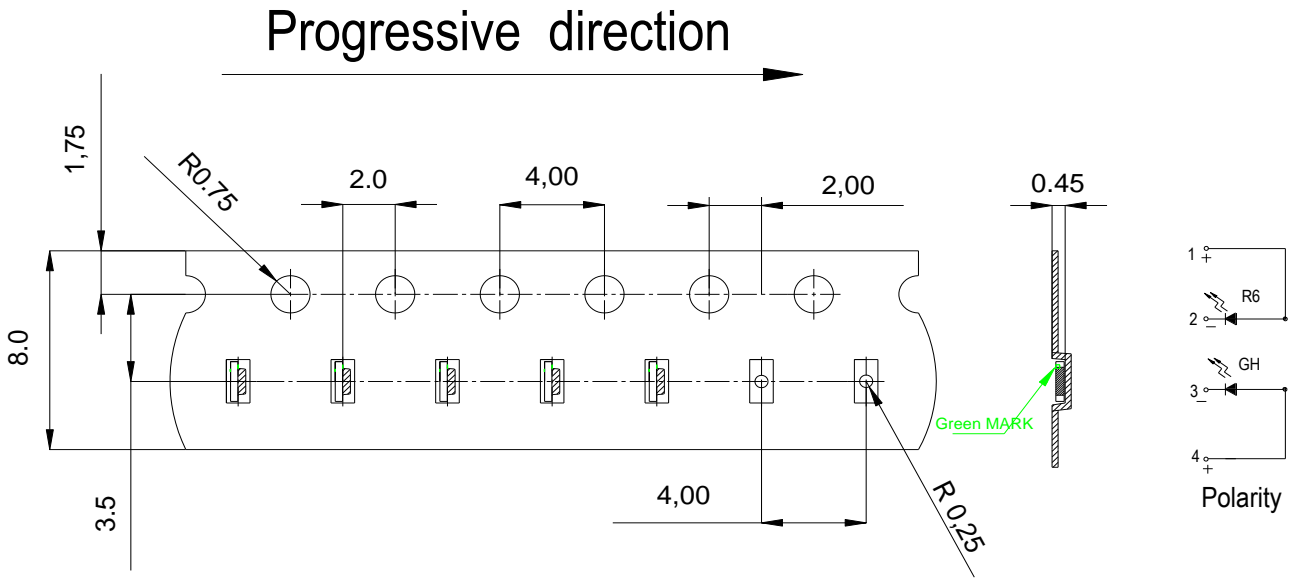 Progressive direction
1,75
R0.75
2.0
4,00
2,00
0.45
8.0
3.5
4,00
R 0,25
Green MARK
1 +
R6
2 _
GH
3 _
4 +
Polarity